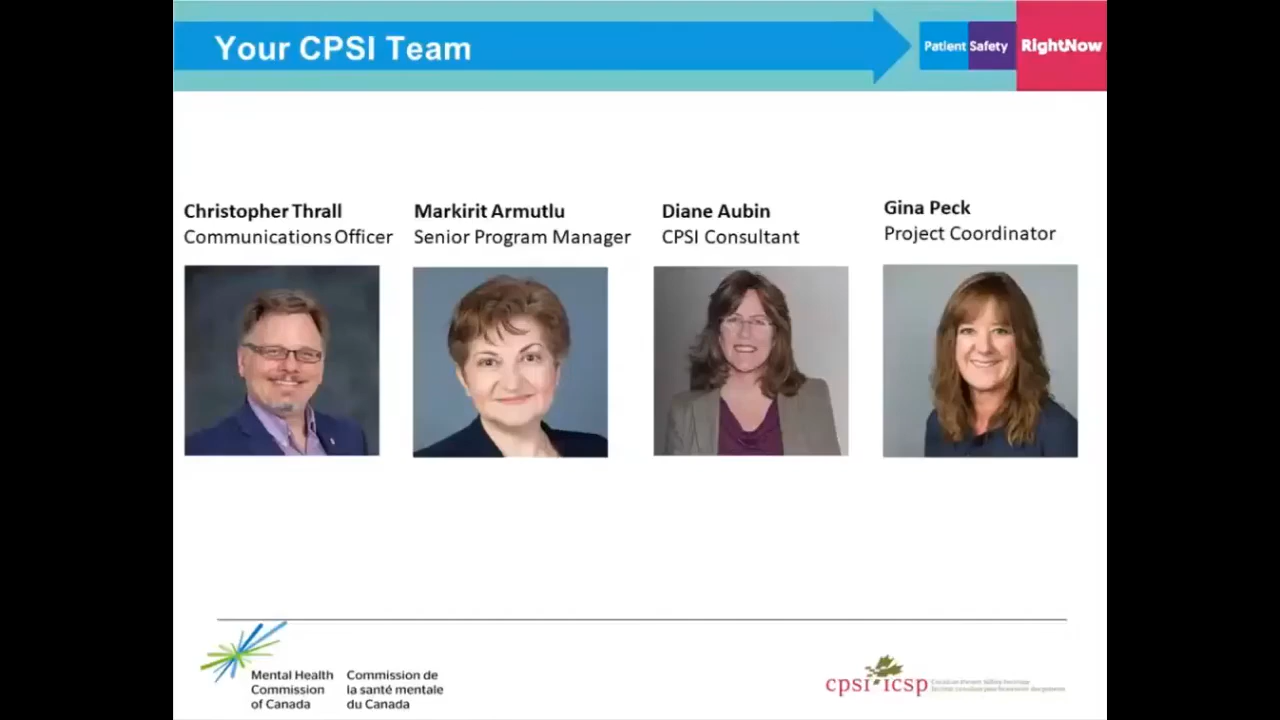 Your CPSI Team
Patient Safety
RightNow
Christopher Thrall
Communications Officer
Markirit Armutlu
Senior Program Manager
Diane Aubin
CPSI Consultant
Gina Peck
Project Coordinator
Mental Health
Commission
of Canada
Commission de
la santé mentale
du Canada
cpsi icsp